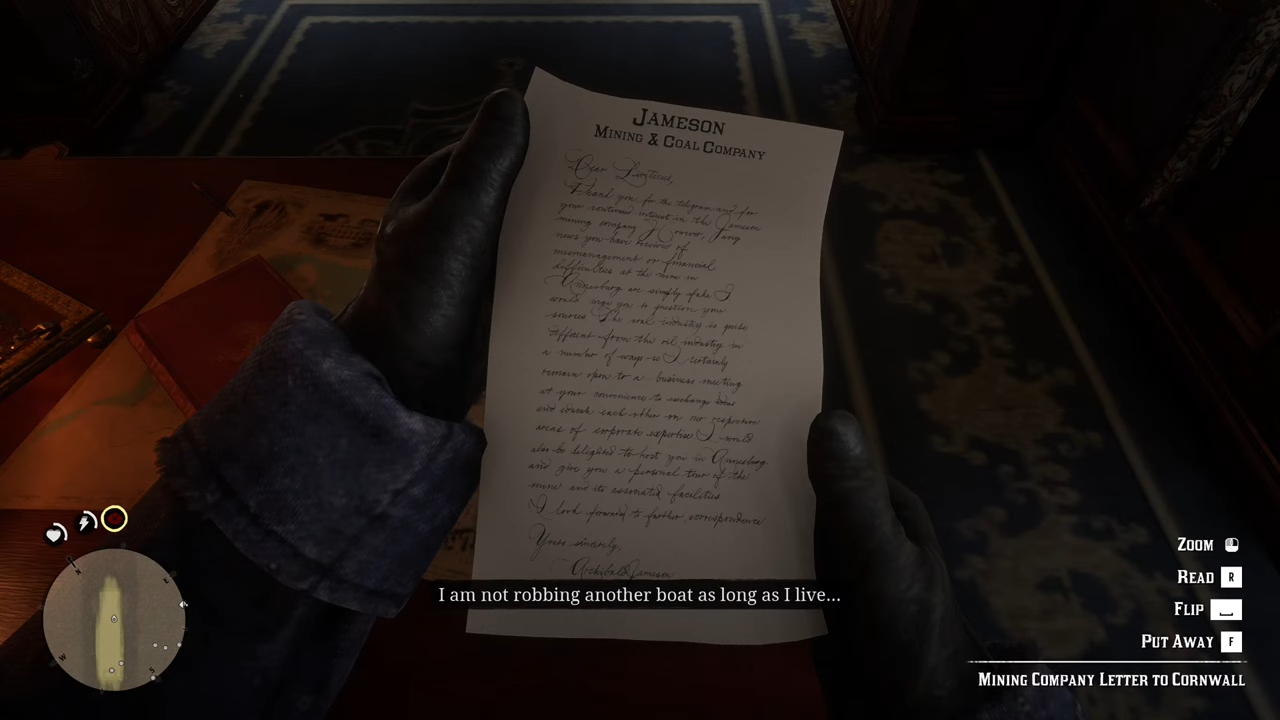 JAMESON
MINING & COAL COMPANY
Dear Leviticus,
Thank you for the telegram and for
your continued interest in the Jameson
mining company. However, any
news you have receive of
mismanagement or financial
difficulties at the mine in
Annesburg are simply fake. I
would urge you to question your
sources. The coal industry is quite
different from the oil industry in
a number of ways so I certainly
remain open to a business meeting
at your convenience to exchange ideas
and each other on our respective
areas of corporate expertise. I would
also be delighted to host you in Annesburg
and give you a personal tour of the
mine and its associated facilities
I look forward to further correspondence
Yours sincerely,
Archibald Jameson
I am not robbing another boat as long as I live...
ZOOM
READ R
FLIP
PUT AWAY F
MINING COMPANY LETTER TO CORNWALL
N
E
W
S